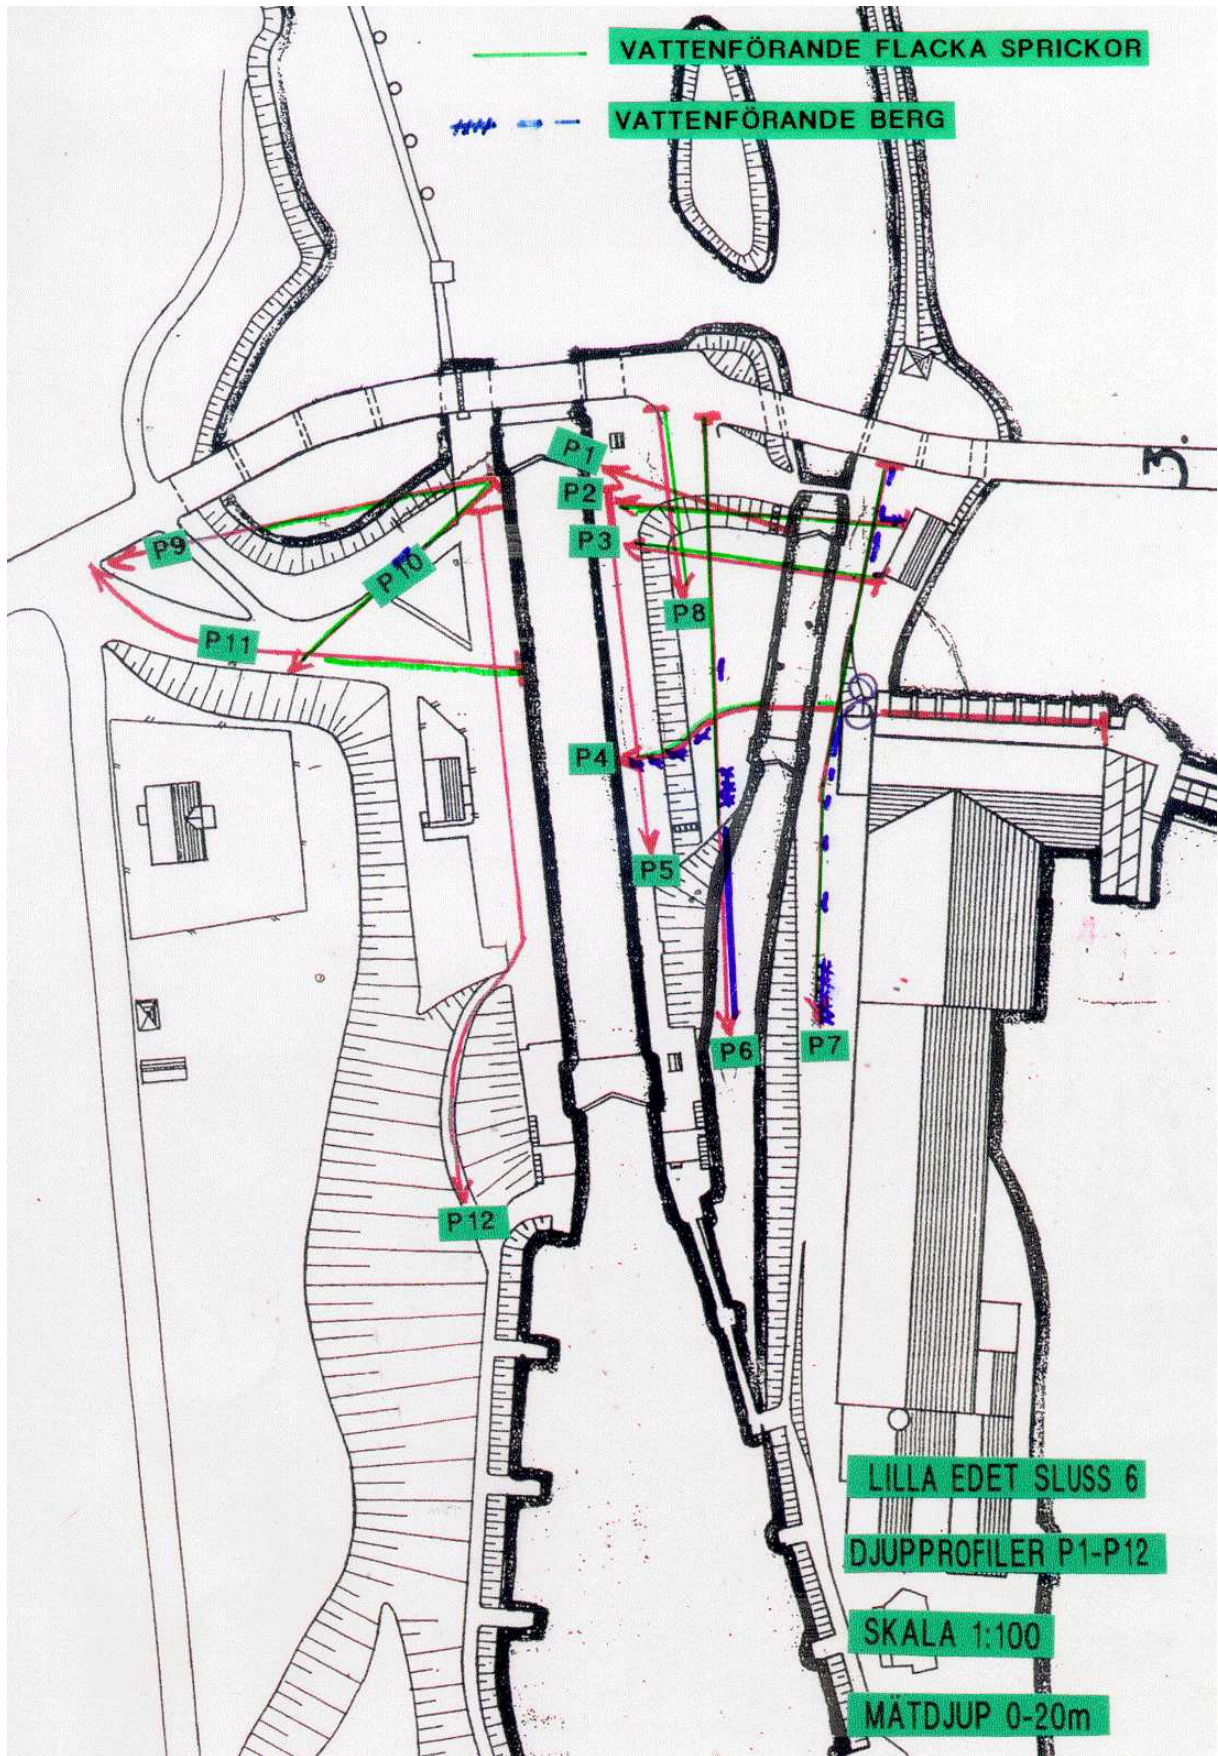 VATTENFÖRANDE FLACKA SPRICKOR
VATTENFÖRANDE BERG
P1
P2
P3
P9
P10
P8
P11
P4
P5
P6
P7
P12
LILLA EDET SLUSS 6
DJUPPROFILER P1-P12
SKALA 1:100
MÄTDJUP 0-20m